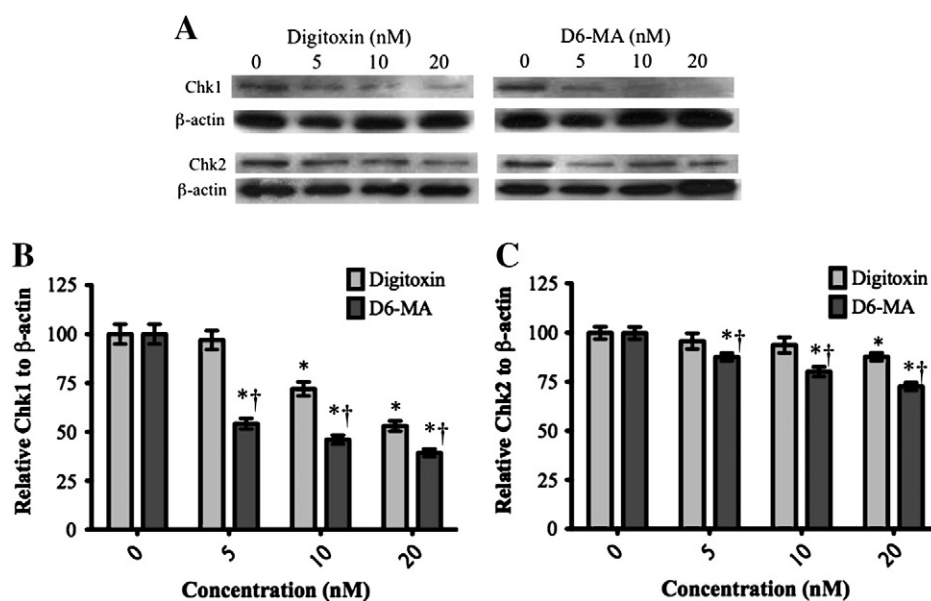 A
Digitoxin (nM)
D6-MA
0 5 10 20
0 5 10 20
Chk1
β-actin
Chk2
β-actin
B
Relative Chk1 to β-actin
125
100
75
50
25
0
Digitoxin
D6-MA
*†
*
*†
*
*†
0 5 10 20
Concentration (nM)
C
Relative Chk2 to β-actin
125
100
75
50
25
0
Digitoxin
D6-MA
*†
*†
*
*†
0 5 10 20
Concentration (nM)